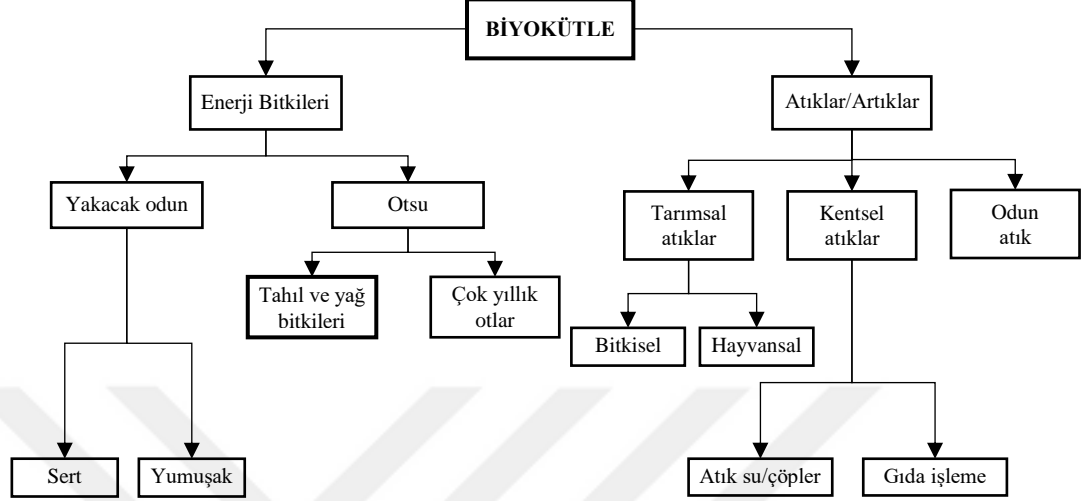 BİYOKÜTLE
Enerji Bitkileri
Atıklar/Artıklar
Yakacak odun
Otsu
Tarımsal
atıklar
Kentsel
atıklar
Odun
atık
Tahıl ve yağ
bitkileri
Çok yıllık
otlar
Bitkisel
Hayvansal
Sert
Yumuşak
Atık su/çöpler
Gıda işleme